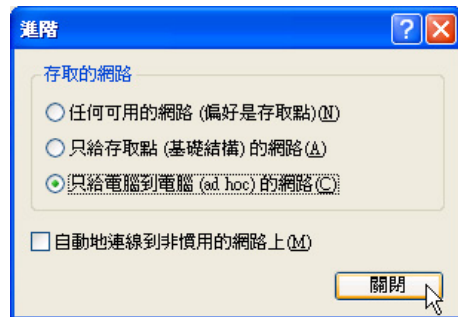 進階
存取的網路
任何可用的網路 (偏好是存取點)(N)
只給存取點 (基礎結構) 的網路(A)
只給電腦到電腦 (ad hoc) 的網路(C)
自動地連線到非慣用的網路上(M)
關閉